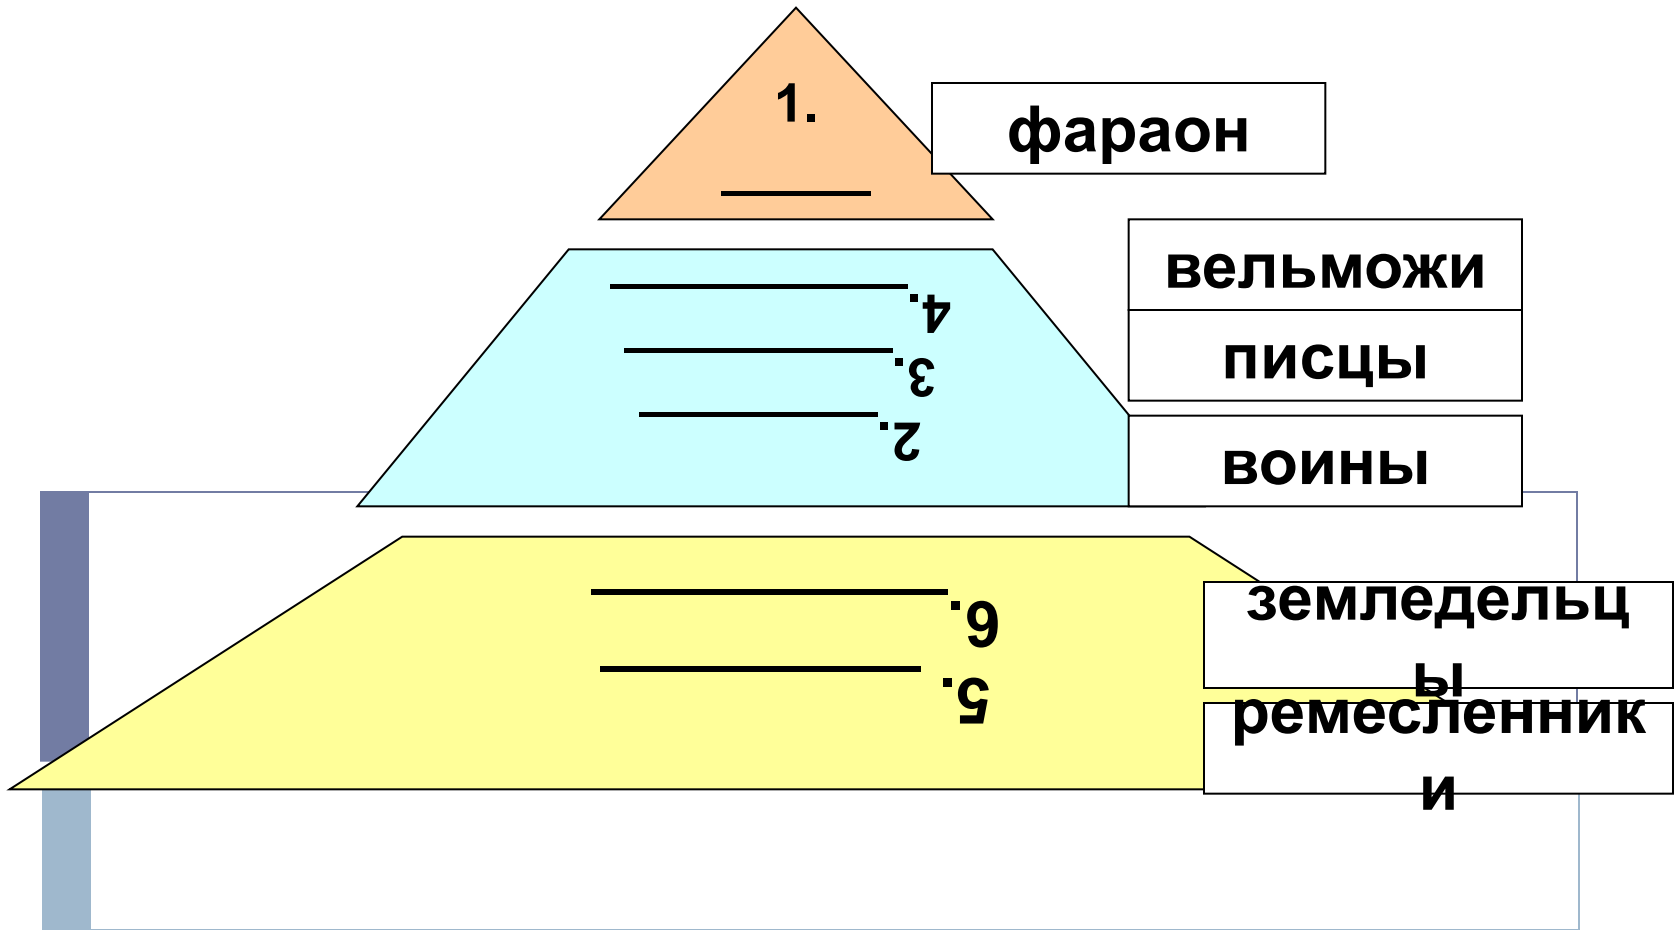 1.
фараон
вельможи
4.
писцы
3.
2.
воины
земледельц
ы
6.
5.
ремесленник
и